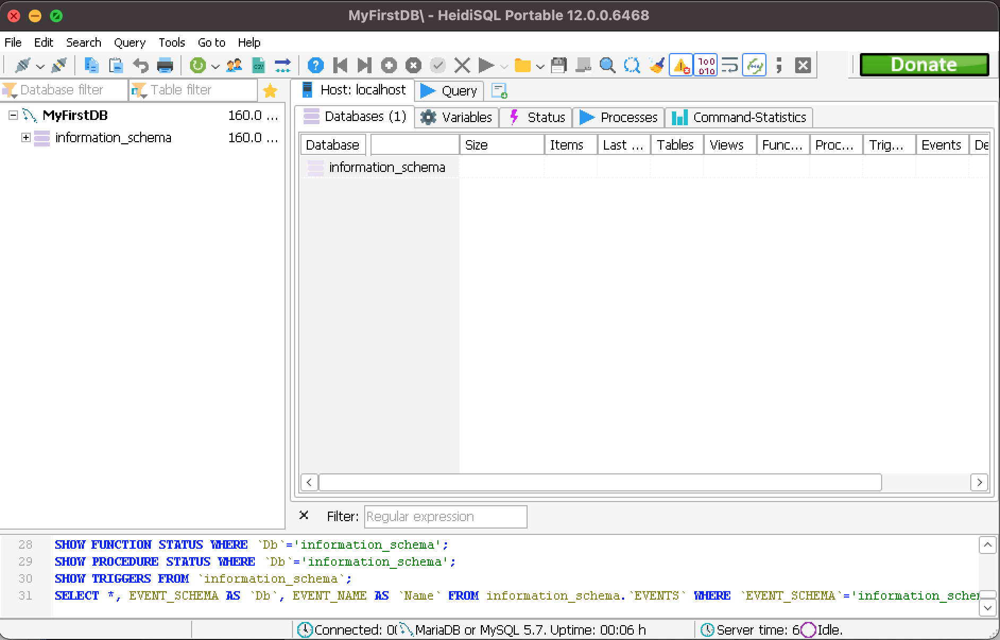 MyFirstDB\ - HeidiSQL Portable 12.0.0.6468
File Edit Search Query Tools Go to Help
Donate
Database filter Table filter
Host: localhost Query
Databases (1) Variables Status Processes Command-Statistics
MyFirstDB 160.0 ...
information_schema 160.0 ...
Database Size Items Last ... Tables Views Func... Proc... Trig... Events De
information_schema
Filter: Regular expression
28 SHOW FUNCTION STATUS WHERE `Db`='information_schema';
29 SHOW PROCEDURE STATUS WHERE `Db`='information_schema';
30 SHOW TRIGGERS FROM `information_schema`;
31 SELECT *, EVENT_SCHEMA AS `Db`, EVENT_NAME AS `Name` FROM information_schema.`EVENTS` WHERE `EVENT_SCHEMA`='information_schem
Connected: 00 MariaDB or MySQL 5.7. Uptime: 00:06 h Server time: 6 Idle.